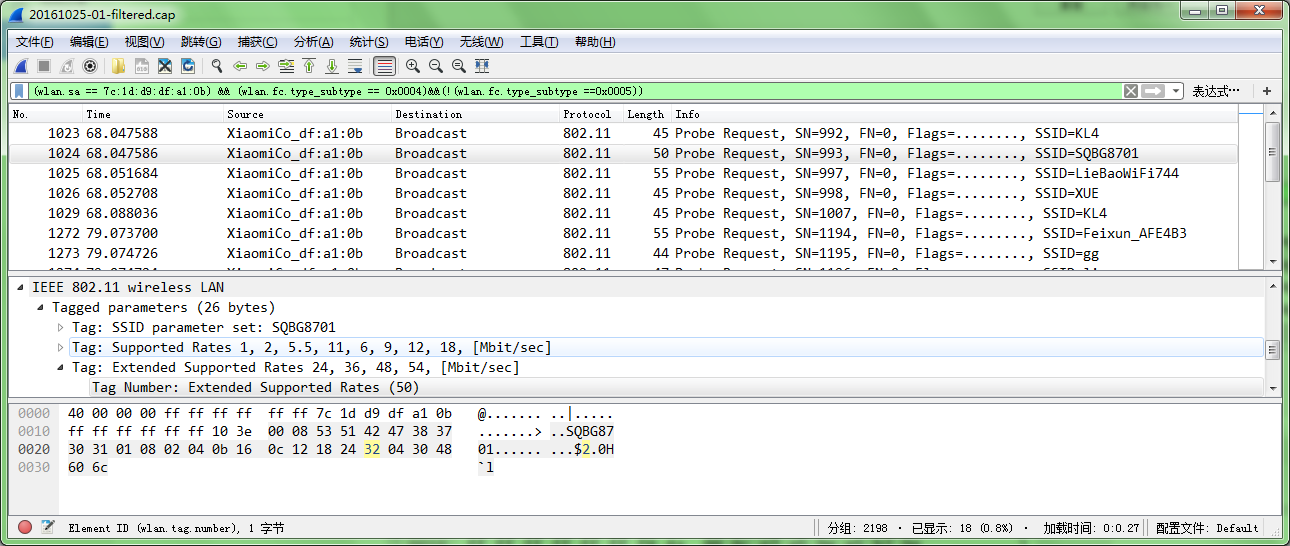 20161025-01-filtered.cap
文件(F) 编辑(E) 视图(V) 跳转(G) 捕获(C) 分析(A) 统计(S) 电话(Y) 无线(W) 工具(T) 帮助(H)
(wlan.sa == 7c:1d:d9:df:a1:0b) && (wlan.fc.type_subtype == 0x0004)&&(!(wlan.fc.type_subtype ==0x0005)) 表达式… +
No. Time Source Destination Protocol Length Info
1023 68.047588 XiaomiCo_df:a1:0b Broadcast 802.11 45 Probe Request, SN=992, FN=0, Flags=........, SSID=KL4
1024 68.047586 XiaomiCo_df:a1:0b Broadcast 802.11 50 Probe Request, SN=993, FN=0, Flags=........, SSID=SQBG8701
1025 68.051684 XiaomiCo_df:a1:0b Broadcast 802.11 55 Probe Request, SN=997, FN=0, Flags=........, SSID=LieBaoWiFi744
1026 68.052708 XiaomiCo_df:a1:0b Broadcast 802.11 45 Probe Request, SN=998, FN=0, Flags=........, SSID=XUE
1029 68.088036 XiaomiCo_df:a1:0b Broadcast 802.11 45 Probe Request, SN=1007, FN=0, Flags=........, SSID=KL4
1272 79.073700 XiaomiCo_df:a1:0b Broadcast 802.11 55 Probe Request, SN=1194, FN=0, Flags=........, SSID=Feixun_AFE4B3
1273 79.074726 XiaomiCo_df:a1:0b Broadcast 802.11 44 Probe Request, SN=1195, FN=0, Flags=........, SSID=gg
IEEE 802.11 wireless LAN
Tagged parameters (26 bytes)
Tag: SSID parameter set: SQBG8701
Tag: Supported Rates 1, 2, 5.5, 11, 6, 9, 12, 18, [Mbit/sec]
Tag: Extended Supported Rates 24, 36, 48, 54, [Mbit/sec]
Tag Number: Extended Supported Rates (50)
0000 40 00 00 00 ff ff ff ff ff ff 7c 1d d9 df a1 0b @....... ..|.....
0010 ff ff ff ff ff ff 10 3e 00 08 53 51 42 47 38 37 .......> ..SQBG87
0020 30 31 01 08 02 04 0b 16 0c 12 18 24 32 04 30 48 01...... ...$2.0H
0030 60 6c `l
Element ID (wlan.tag.number), 1 字节 分组: 2198 · 已显示: 18 (0.8%) · 加载时间: 0:0.27 配置文件: Default